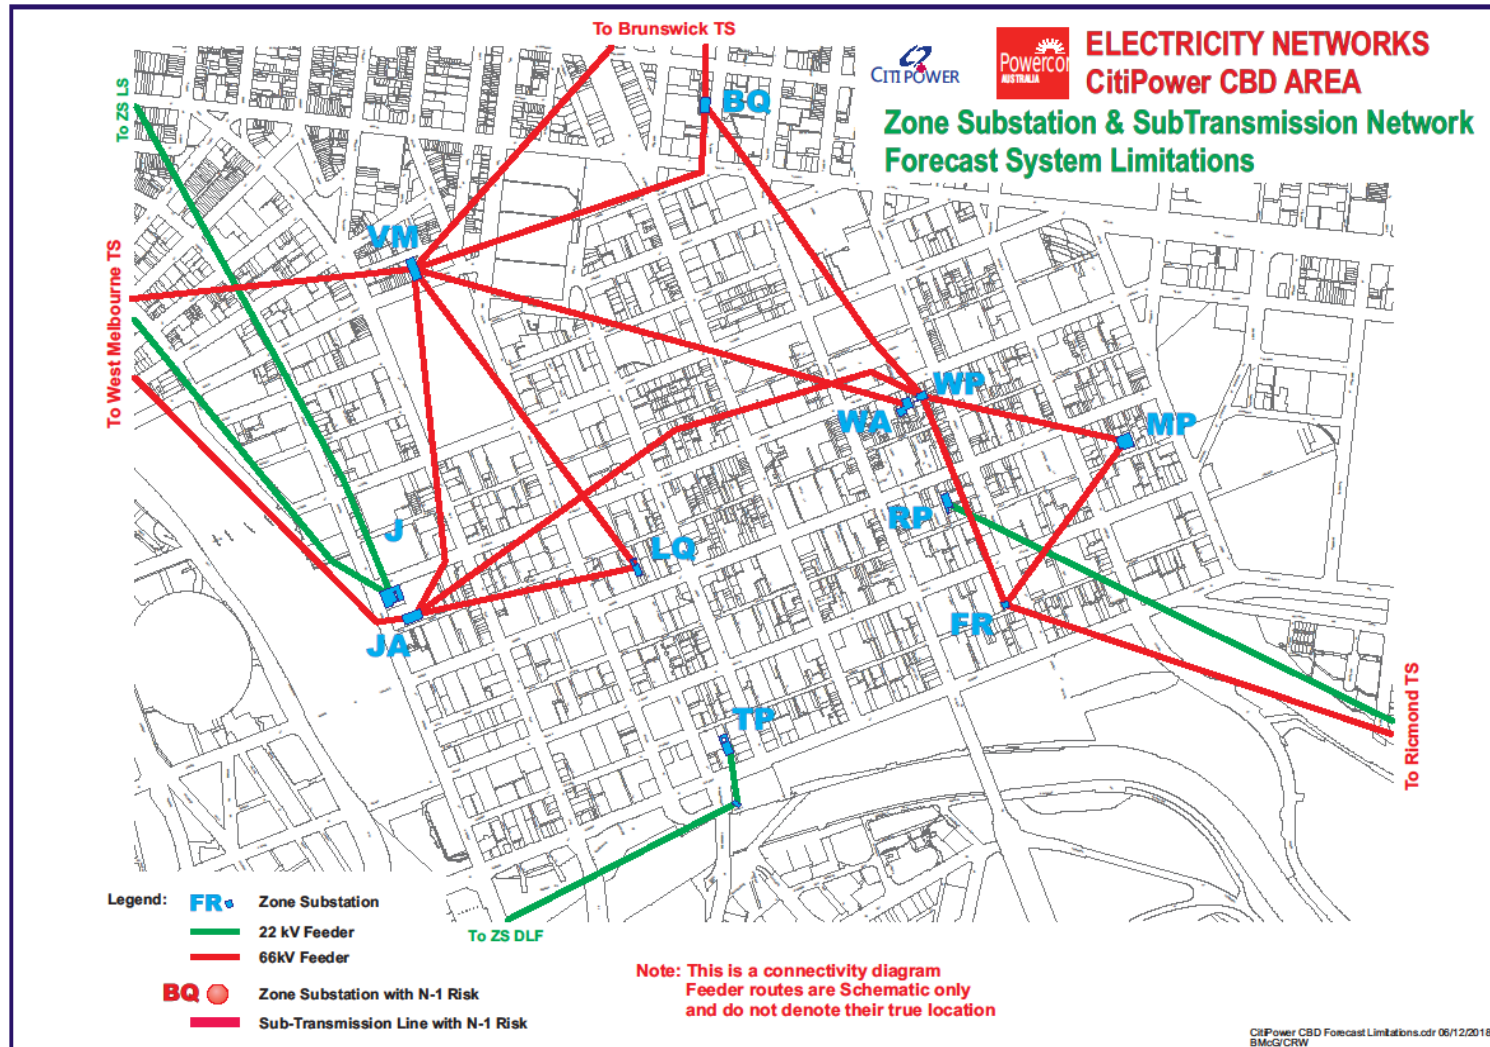 To Brunswick TS
CITIPOWER
Powercor
AUSTRALIA
ELECTRICITY NETWORKS
CitiPower CBD AREA
Zone Substation & SubTransmission Network
Forecast System Limitations
To ZS LS
BQ
VM
To West Melbourne TS
WP
WA
MP
J
RP
LQ
FR
JA
To Ricmond TS
TP
Legend:
FR Zone Substation
22 kV Feeder
66kV Feeder
BQ Zone Substation with N-1 Risk
Sub-Transmission Line with N-1 Risk
To ZS DLF
Note: This is a connectivity diagram
Feeder routes are Schematic only
and do not denote their true location
CitiPower CBD Forecast Limitations.cdr 06/12/2018
BMcG/CRW